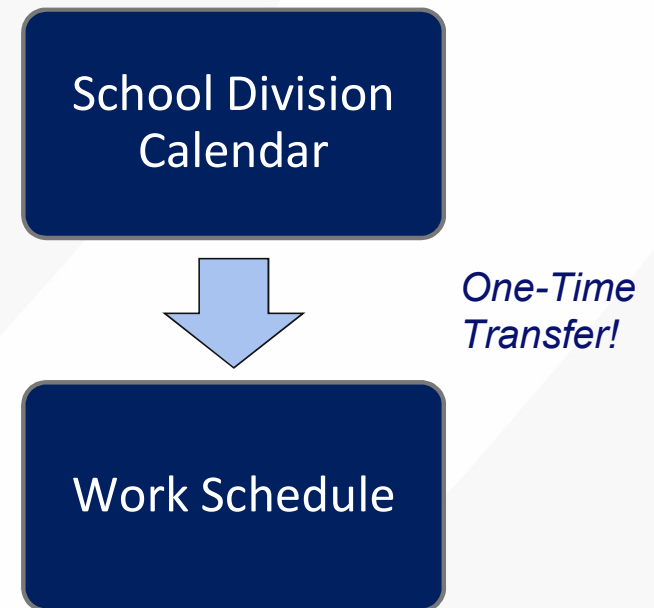 School Division
Calendar
One-Time
Transfer!
Work Schedule